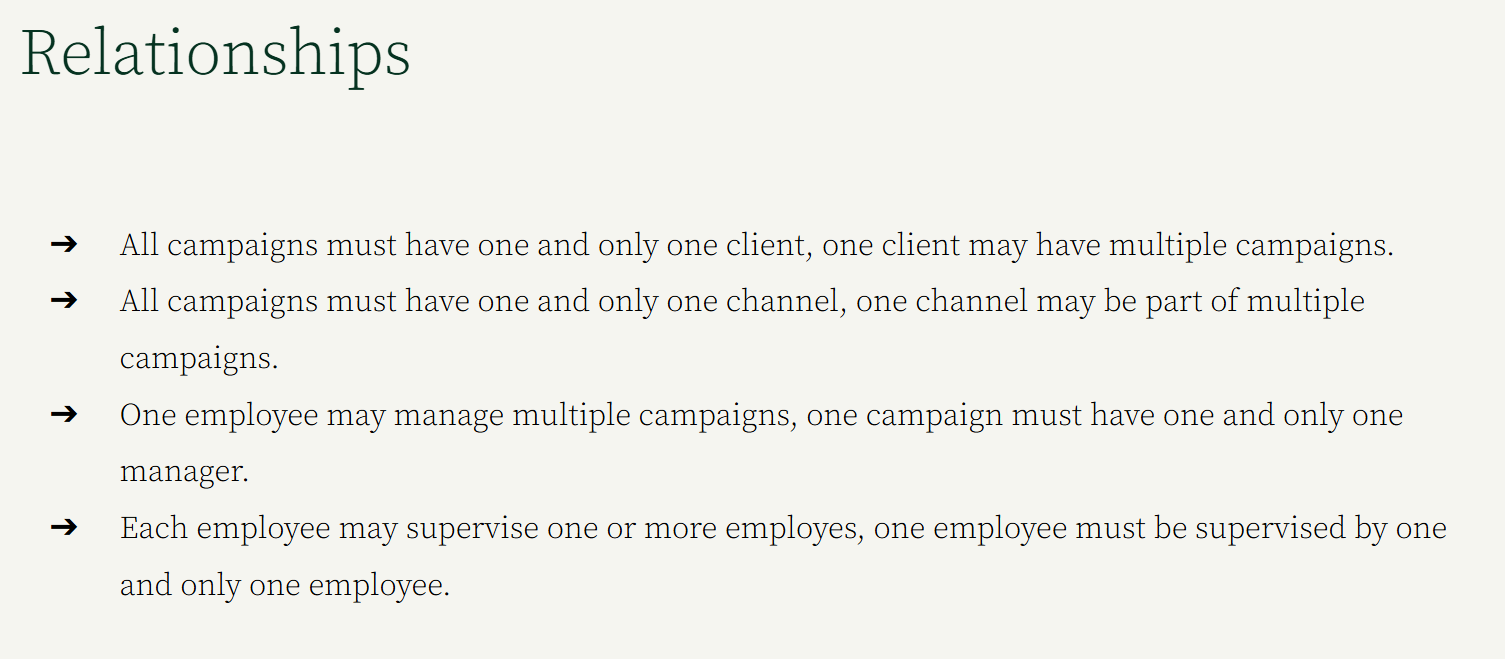 Relationships
➔ All campaigns must have one and only one client, one client may have multiple campaigns.
➔ All campaigns must have one and only one channel, one channel may be part of multiple
campaigns.
➔ One employee may manage multiple campaigns, one campaign must have one and only one
manager.
➔ Each employee may supervise one or more employes, one employee must be supervised by one
and only one employee.